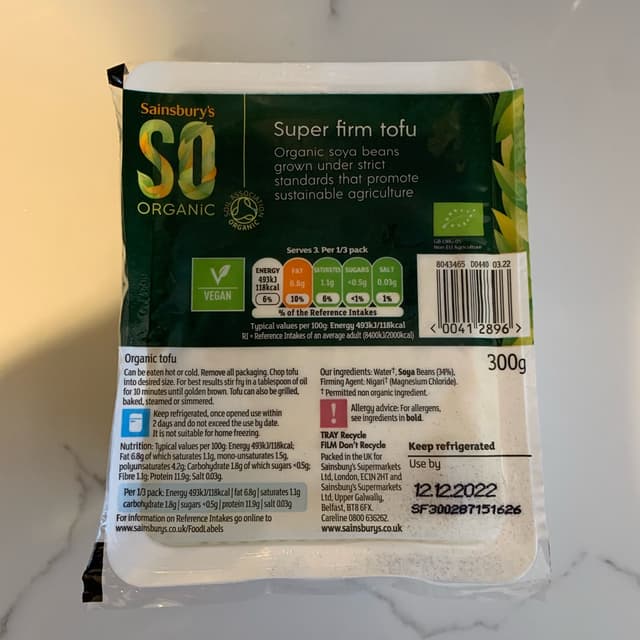 Sainsbury's
SO
ORGANIC
SOIL ASSOCIATION
ORGANIC
Super firm tofu
Organic soya beans
grown under strict
standards that promote
sustainable agriculture
GB-ORG-05
Non-EU Agriculture
VEGAN
Serves 3. Per 1/3 pack
ENERGY
493kJ
118kcal
6%
FAT
6.8g
10%
SATURATES
1.1g
6%
SUGARS
<0.5g
<1%
SALT
0.03g
1%
% of the Reference Intakes
Typical values per 100g: Energy 493kJ/118kcal
RI = Reference Intakes of an average adult (8400kJ/2000kcal)
8043465 D0440 03.22
< 0041 2896 >
300g
Organic tofu
Can be eaten hot or cold. Remove all packaging. Chop tofu
into desired size. For best results stir fry in a tablespoon of oil
for 10 minutes until golden brown. Tofu can also be grilled,
baked, steamed or simmered.
Keep refrigerated, once opened use within
2 days and do not exceed the use by date.
It is not suitable for home freezing.
Nutrition: Typical values per 100g: Energy 493kJ/118kcal;
Fat 6.8g of which saturates 1.1g, mono-unsaturates 1.5g,
polyunsaturates 4.2g; Carbohydrate 1.8g of which sugars <0.5g;
Fibre 1.1g; Protein 11.9g; Salt 0.03g.
Per 1/3 pack: Energy 493kJ/118kcal | fat 6.8g | saturates 1.1g
carbohydrate 1.8g | sugars <0.5g | protein 11.9g | salt 0.03g
For information on Reference Intakes go online to
www.sainsburys.co.uk/FoodLabels
Our ingredients: Water†, Soya Beans (34%),
Firming Agent: Nigari† (Magnesium Chloride).
† Permitted non organic ingredient.
Allergy advice: For allergens,
see ingredients in bold.
TRAY Recycle
FILM Don't Recycle
Packed in the UK for
Sainsbury's Supermarkets
Ltd, London, EC1N 2HT and
Sainsbury's Supermarkets
Ltd, Upper Galwally,
Belfast, BT8 6FX.
Careline 0800 636262.
www.sainsburys.co.uk
Keep refrigerated
Use by
12.12.2022
SF300287151626